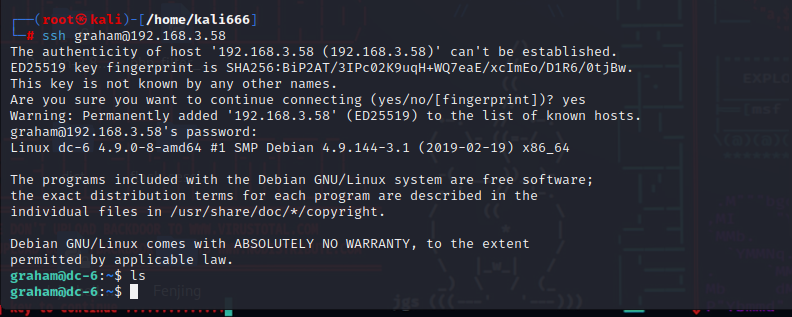 ┌──(root㉿kali)-[/home/kali666]
└─# ssh graham@192.168.3.58
The authenticity of host '192.168.3.58 (192.168.3.58)' can't be established.
ED25519 key fingerprint is SHA256:BiP2AT/3IPc02K9uqH+WQ7eaE/xcImEo/D1R6/0tjBw.
This key is not known by any other names.
Are you sure you want to continue connecting (yes/no/[fingerprint])? yes
Warning: Permanently added '192.168.3.58' (ED25519) to the list of known hosts.
graham@192.168.3.58's password:
Linux dc-6 4.9.0-8-amd64 #1 SMP Debian 4.9.144-3.1 (2019-02-19) x86_64
The programs included with the Debian GNU/Linux system are free software;
the exact distribution terms for each program are described in the
individual files in /usr/share/doc/*/copyright.
Debian GNU/Linux comes with ABSOLUTELY NO WARRANTY, to the extent
permitted by applicable law.
graham@dc-6:~$ ls
graham@dc-6:~$
Fenjing